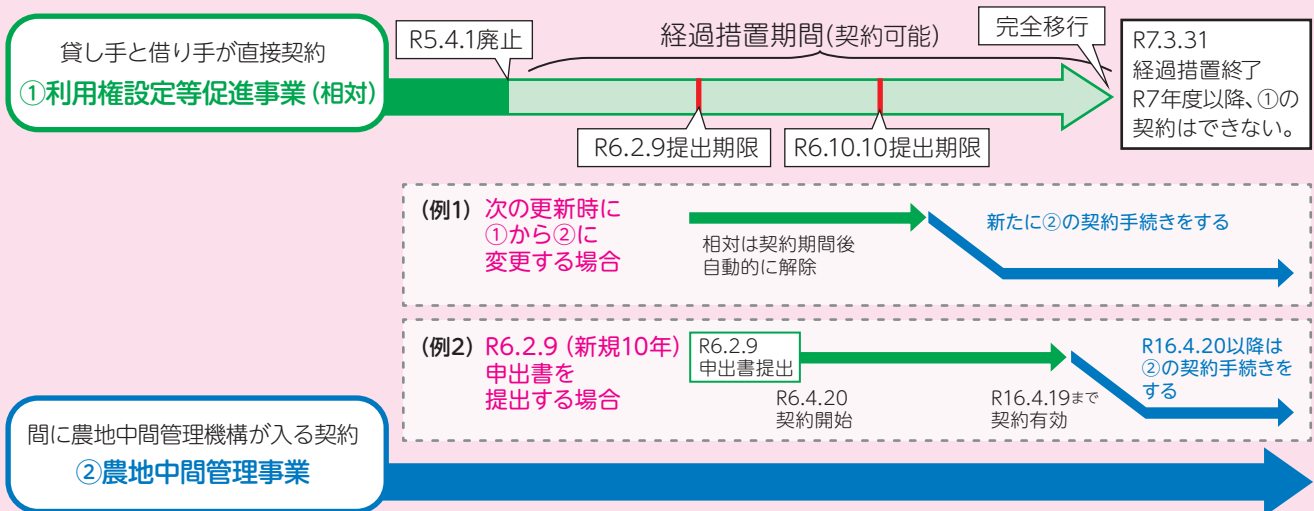 貸し手と借り手が直接契約
①利用権設定等促進事業(相対)
R5.4.1廃止
経過措置期間(契約可能)
完全移行
R7.3.31
経過措置終了
R7年度以降、①の
契約はできない。
R6.2.9提出期限
R6.10.10提出期限
(例1) 次の更新時に
①から②に
変更する場合
相対は契約期間後
自動的に解除
新たに②の契約手続きをする
(例2) R6.2.9(新規10年)
申出書を
提出する場合
R6.2.9
申出書提出
R6.4.20
契約開始
R16.4.19まで
契約有効
R16.4.20以降は
②の契約手続きを
する
間に農地中間管理機構が入る契約
②農地中間管理事業